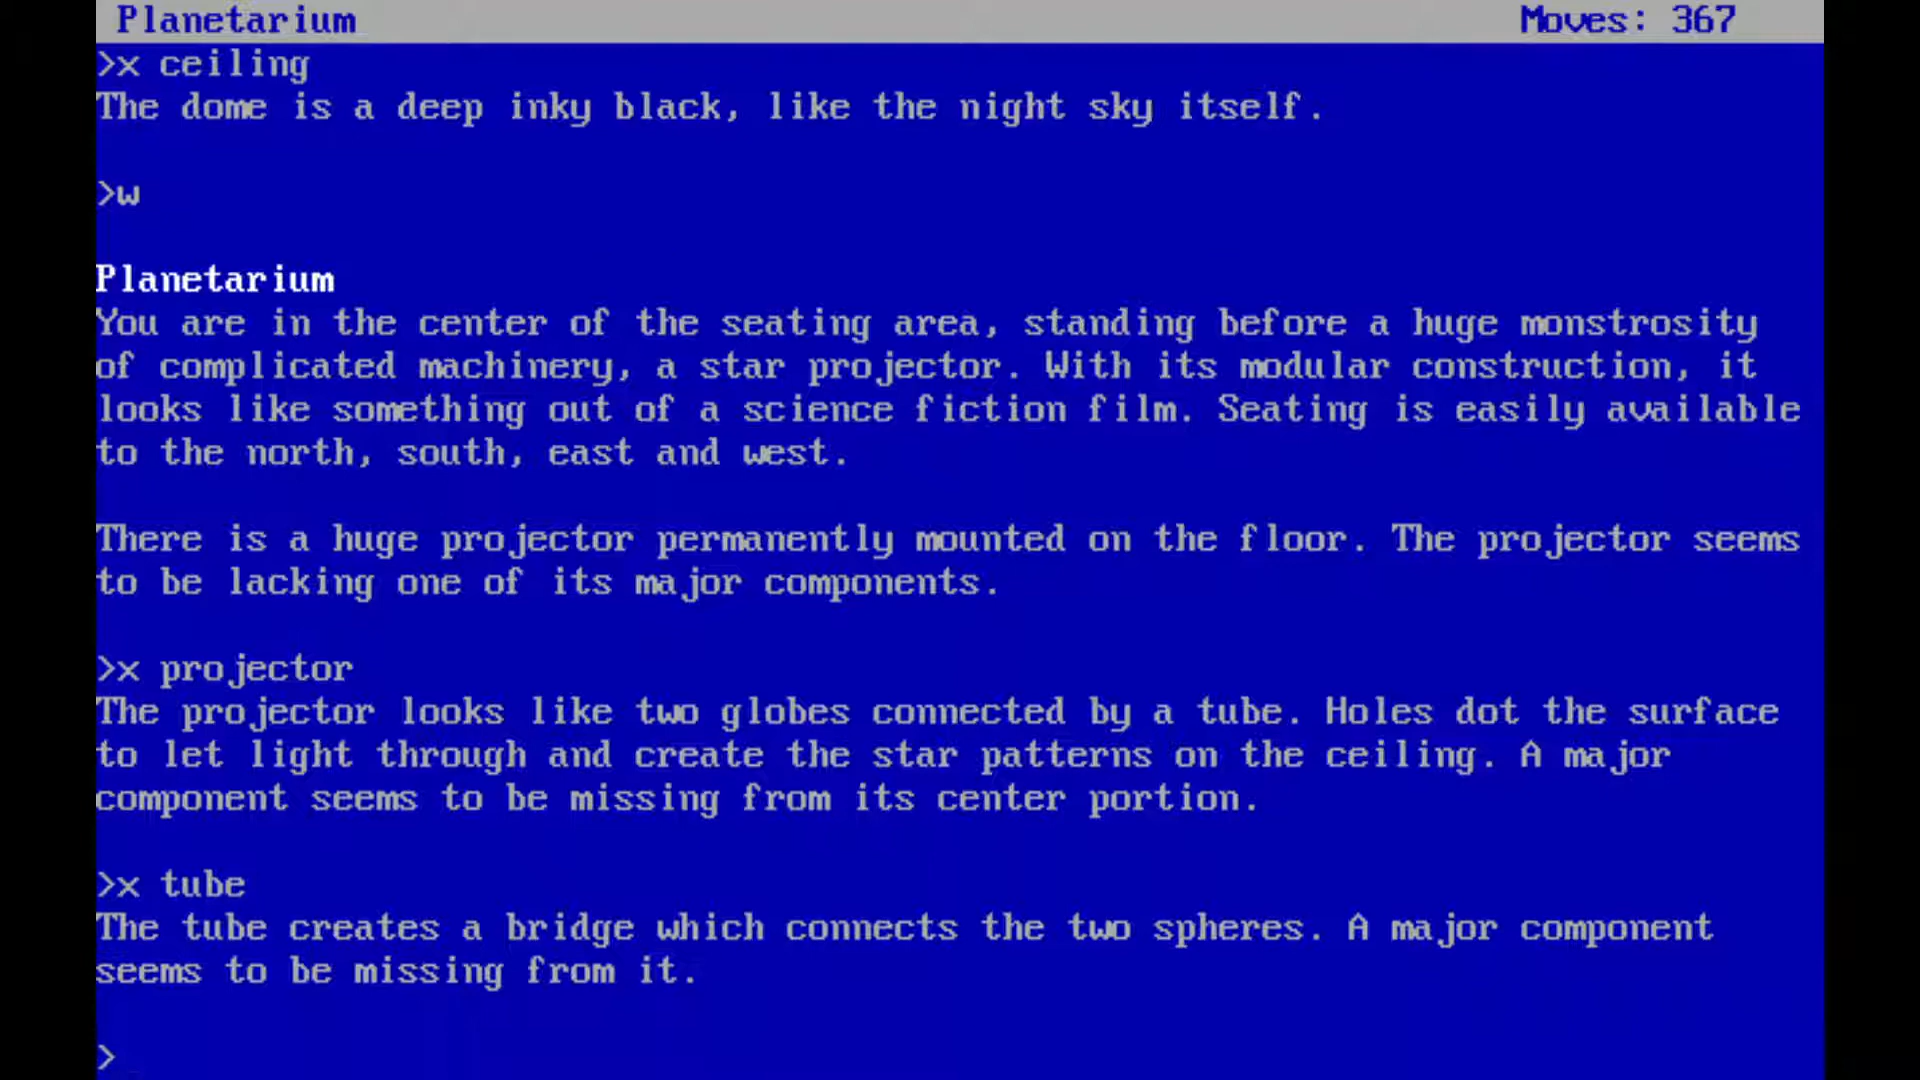 Planetarium Moves: 367
>x ceiling
The dome is a deep inky black, like the night sky itself.
>w
Planetarium
You are in the center of the seating area, standing before a huge monstrosity
of complicated machinery, a star projector. With its modular construction, it
looks like something out of a science fiction film. Seating is easily available
to the north, south, east and west.
There is a huge projector permanently mounted on the floor. The projector seems
to be lacking one of its major components.
>x projector
The projector looks like two globes connected by a tube. Holes dot the surface
to let light through and create the star patterns on the ceiling. A major
component seems to be missing from its center portion.
>x tube
The tube creates a bridge which connects the two spheres. A major component
seems to be missing from it.
>